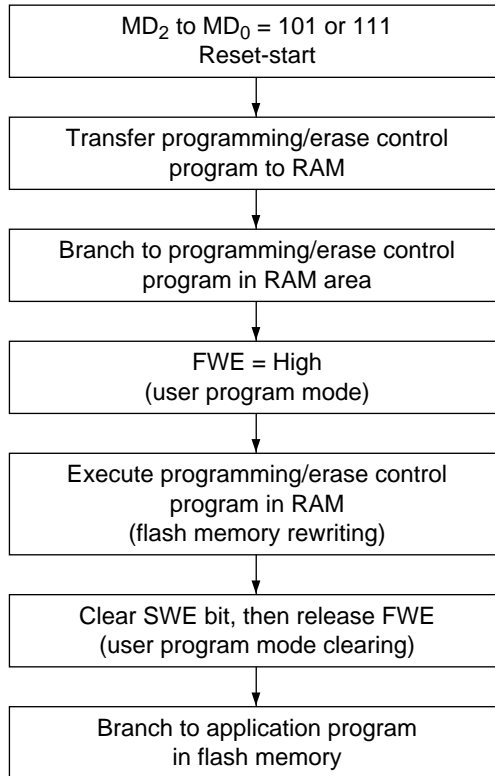 MD₂ to MD₀ = 101 or 111
Reset-start
Transfer programming/erase control
program to RAM
Branch to programming/erase control
program in RAM area
FWE = High
(user program mode)
Execute programming/erase control
program in RAM
(flash memory rewriting)
Clear SWE bit, then release FWE
(user program mode clearing)
Branch to application program
in flash memory